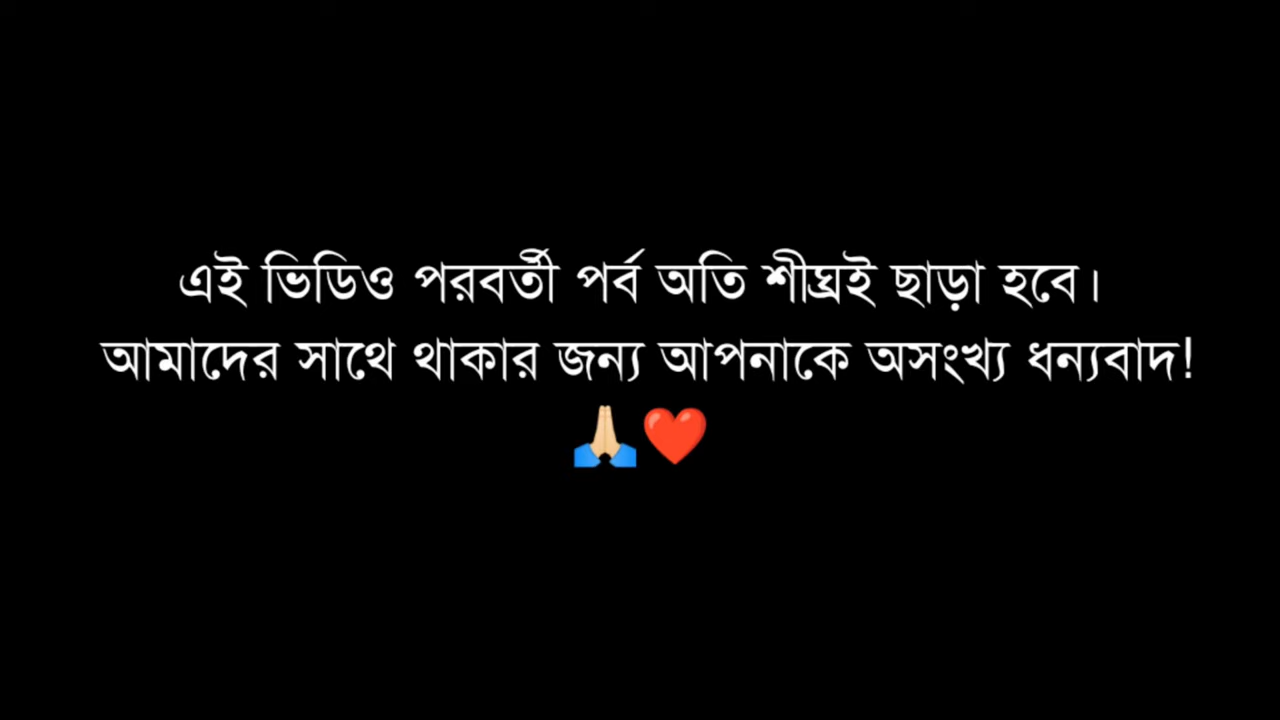 এই ভিডিও পরবর্তী পর্ব অতি শীঘ্রই ছাড়া হবে।
আমাদের সাথে থাকার জন্য আপনাকে অসংখ্য ধন্যবাদ!
🙏🏼❤️